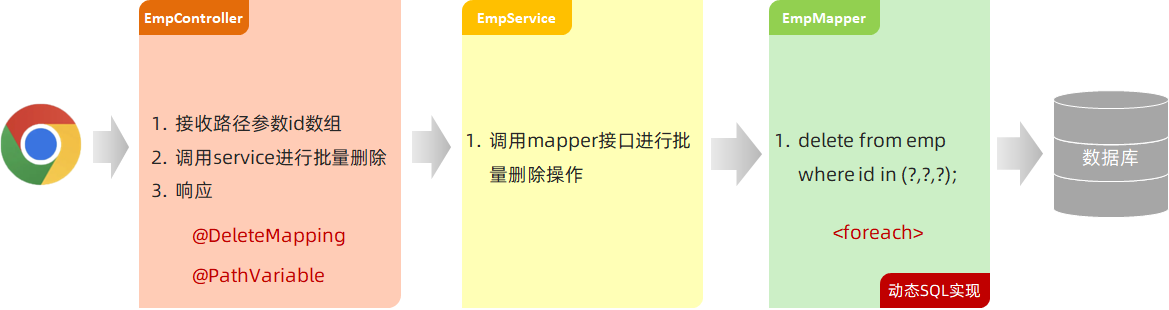 EmpController
1. 接收路径参数id数组
2. 调用service进行批量删除
3. 响应
@DeleteMapping
@PathVariable
EmpService
1. 调用mapper接口进行批
量删除操作
EmpMapper
1. delete from emp
where id in (?,?,?);
<foreach>
动态SQL实现
数据库